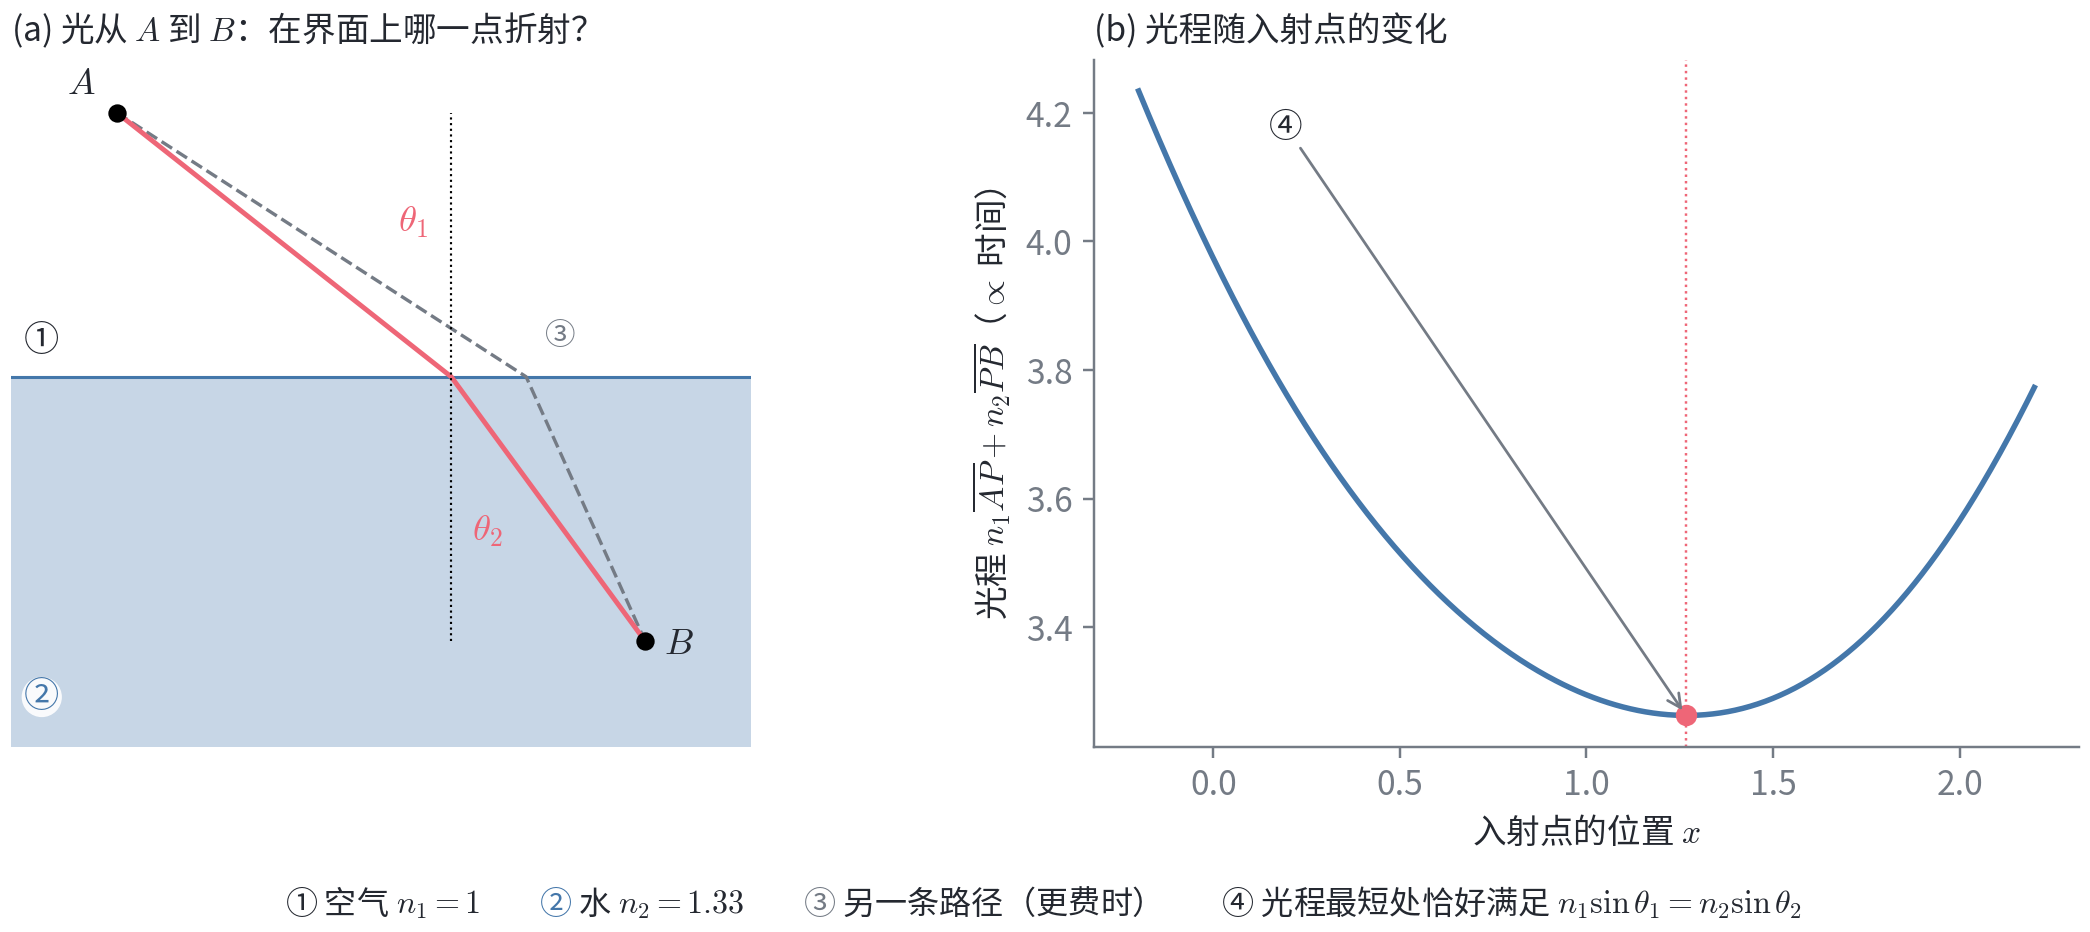 (a) 光从 A 到 B：在界面上哪一点折射？
A
θ₁
①
③
θ₂
B
②
(b) 光程随入射点的变化
④
光程 n₁A̅P̅ + n₂P̅B̅（∝ 时间）
4.2
4.0
3.8
3.6
3.4
0.0 0.5 1.0 1.5 2.0
入射点的位置 x
① 空气 n₁ = 1 ② 水 n₂ = 1.33 ③ 另一条路径（更费时） ④ 光程最短处恰好满足 n₁sin θ₁ = n₂sin θ₂